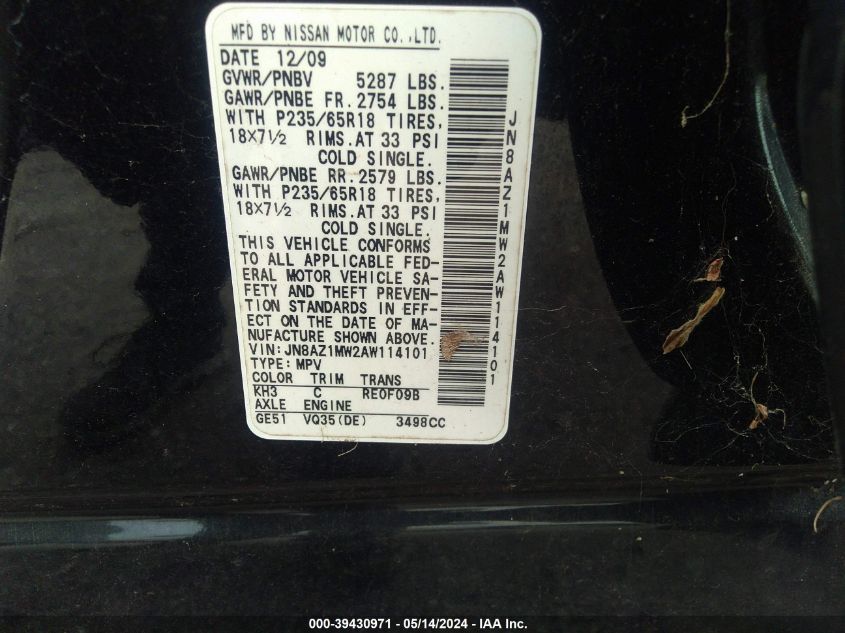 MFD BY NISSAN MOTOR CO.,LTD.
DATE 12/09
GVWR/PNBV 5287 LBS.
GAWR/PNBE FR. 2754 LBS.
WITH P235/65R18 TIRES,
18X7½ RIMS.AT 33 PSI
COLD SINGLE.
GAWR/PNBE RR. 2579 LBS.
WITH P235/65R18 TIRES,
18X7½ RIMS.AT 33 PSI
COLD SINGLE.
THIS VEHICLE CONFORMS
TO ALL APPLICABLE FED-
ERAL MOTOR VEHICLE SA-
FETY AND THEFT PREVEN-
TION STANDARDS IN EFF-
ECT ON THE DATE OF MA-
NUFACTURE SHOWN ABOVE.
VIN:JN8AZ1MW2AW114101
TYPE:MPV
COLOR TRIM TRANS
KH3 C RE0F09B
AXLE ENGINE
GE51 VQ35(DE) 3498CC
JN8AZ1MW2AW114101
000-39430971 - 05/14/2024 - IAA Inc.